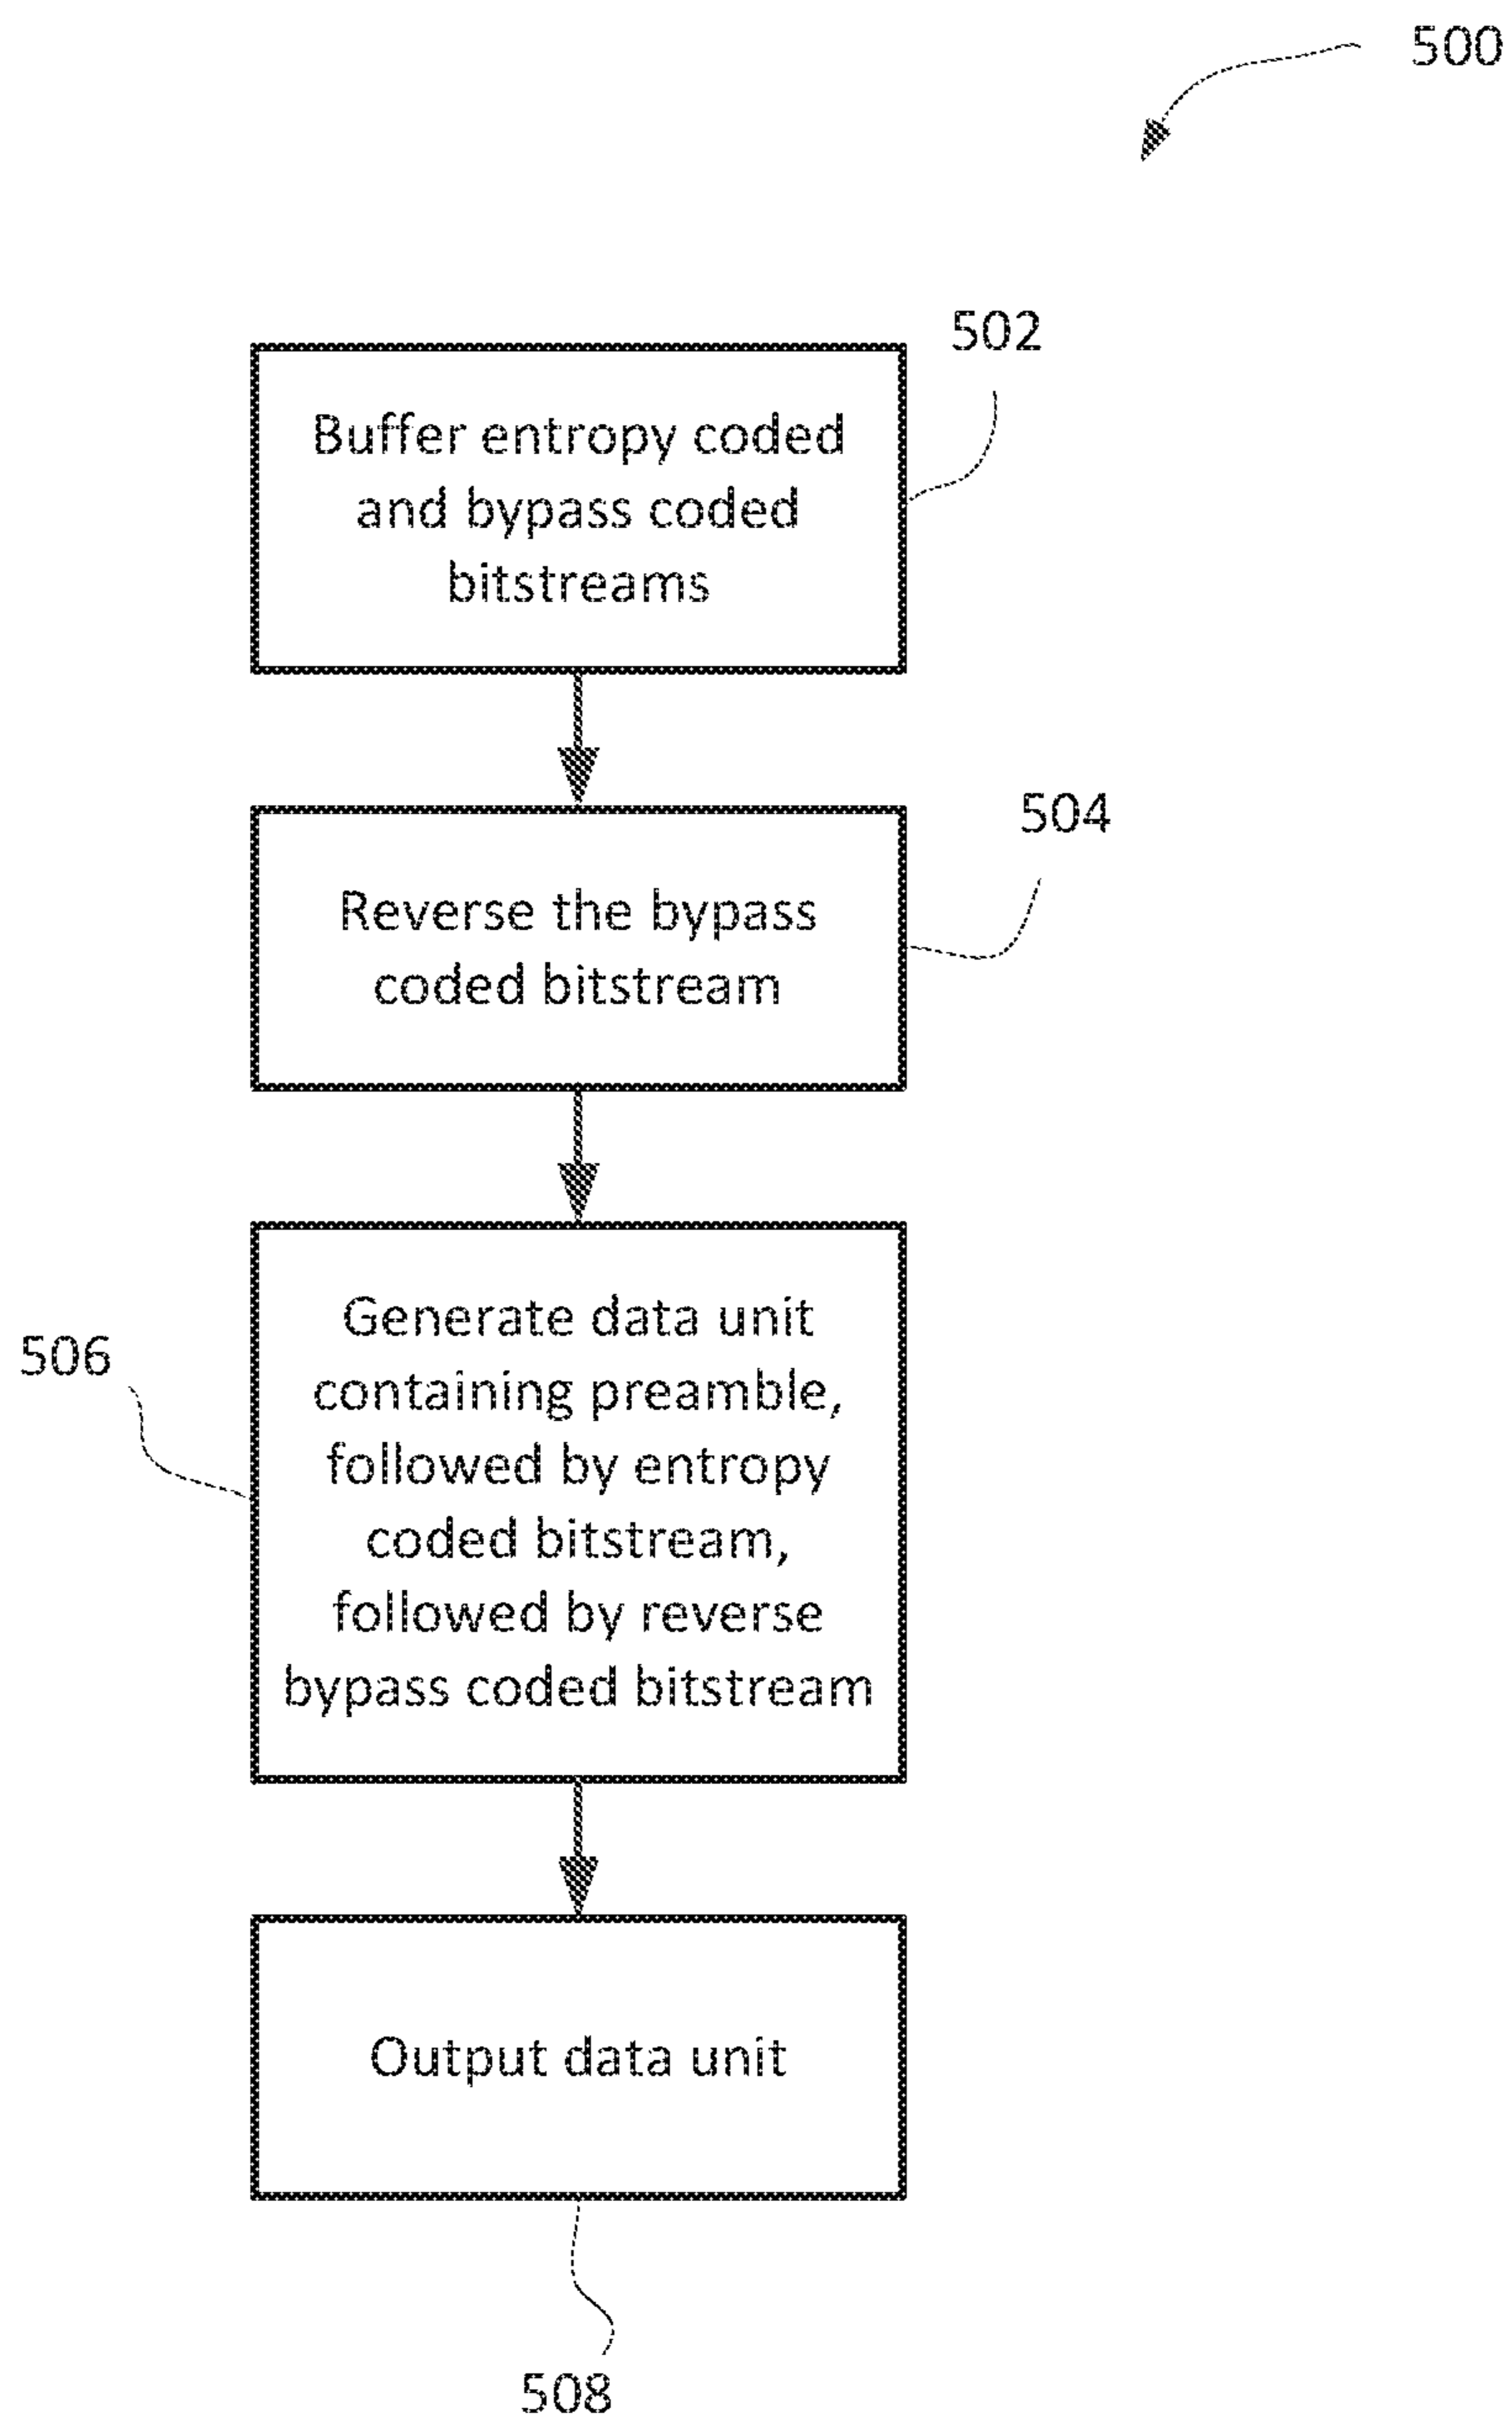 500
502
Buffer entropy coded
and bypass coded
bitstreams
504
Reverse the bypass
coded bitstream
506
Generate data unit
containing preamble,
followed by entropy
coded bitstream,
followed by reverse
bypass coded bitstream
Output data unit
508